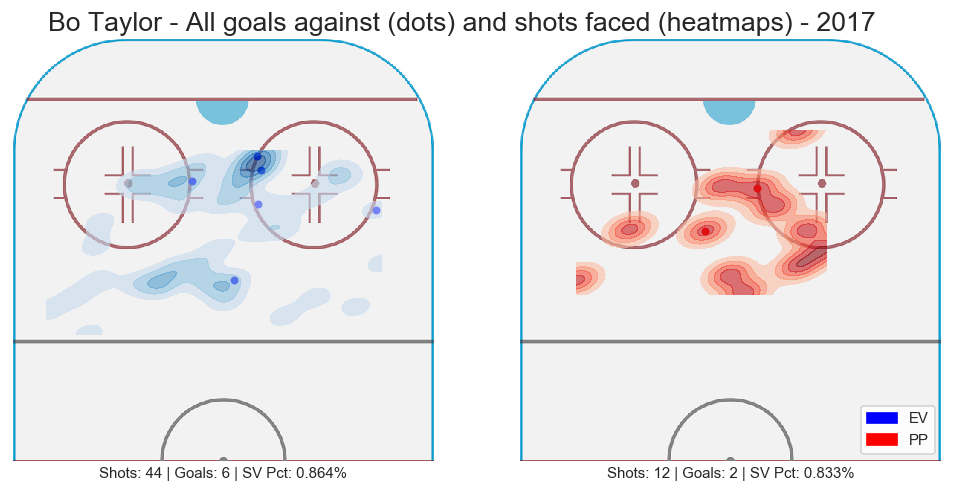 Bo Taylor - All goals against (dots) and shots faced (heatmaps) - 2017
EV
PP
Shots: 44 | Goals: 6 | SV Pct: 0.864%
Shots: 12 | Goals: 2 | SV Pct: 0.833%